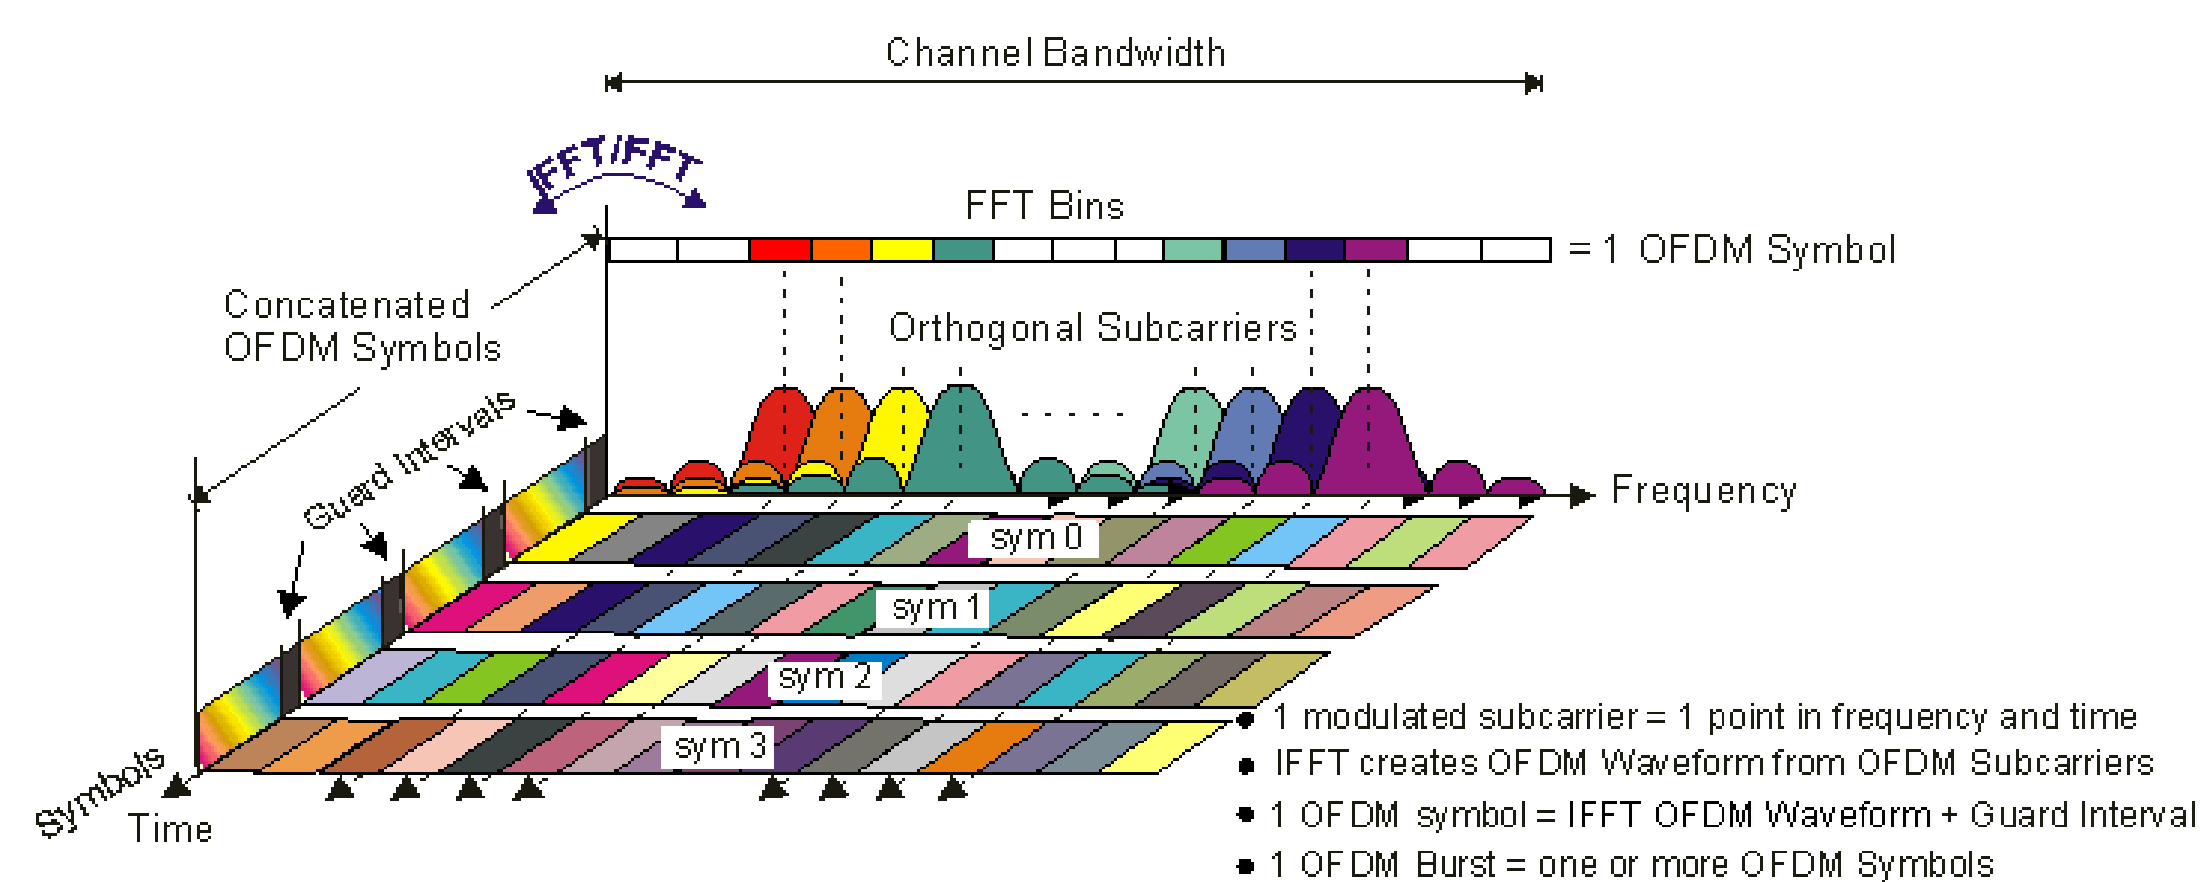 Channel Bandwidth
IFFT/FFT
FFT Bins
= 1 OFDM Symbol
Concatenated
OFDM Symbols
Orthogonal Subcarriers
Guard Intervals
Frequency
sym 0
sym 1
sym 2
sym 3
Symbols
Time
• 1 modulated subcarrier = 1 point in frequency and time
• IFFT creates OFDM Waveform from OFDM Subcarriers
• 1 OFDM symbol = IFFT OFDM Waveform + Guard Interval
• 1 OFDM Burst = one or more OFDM Symbols